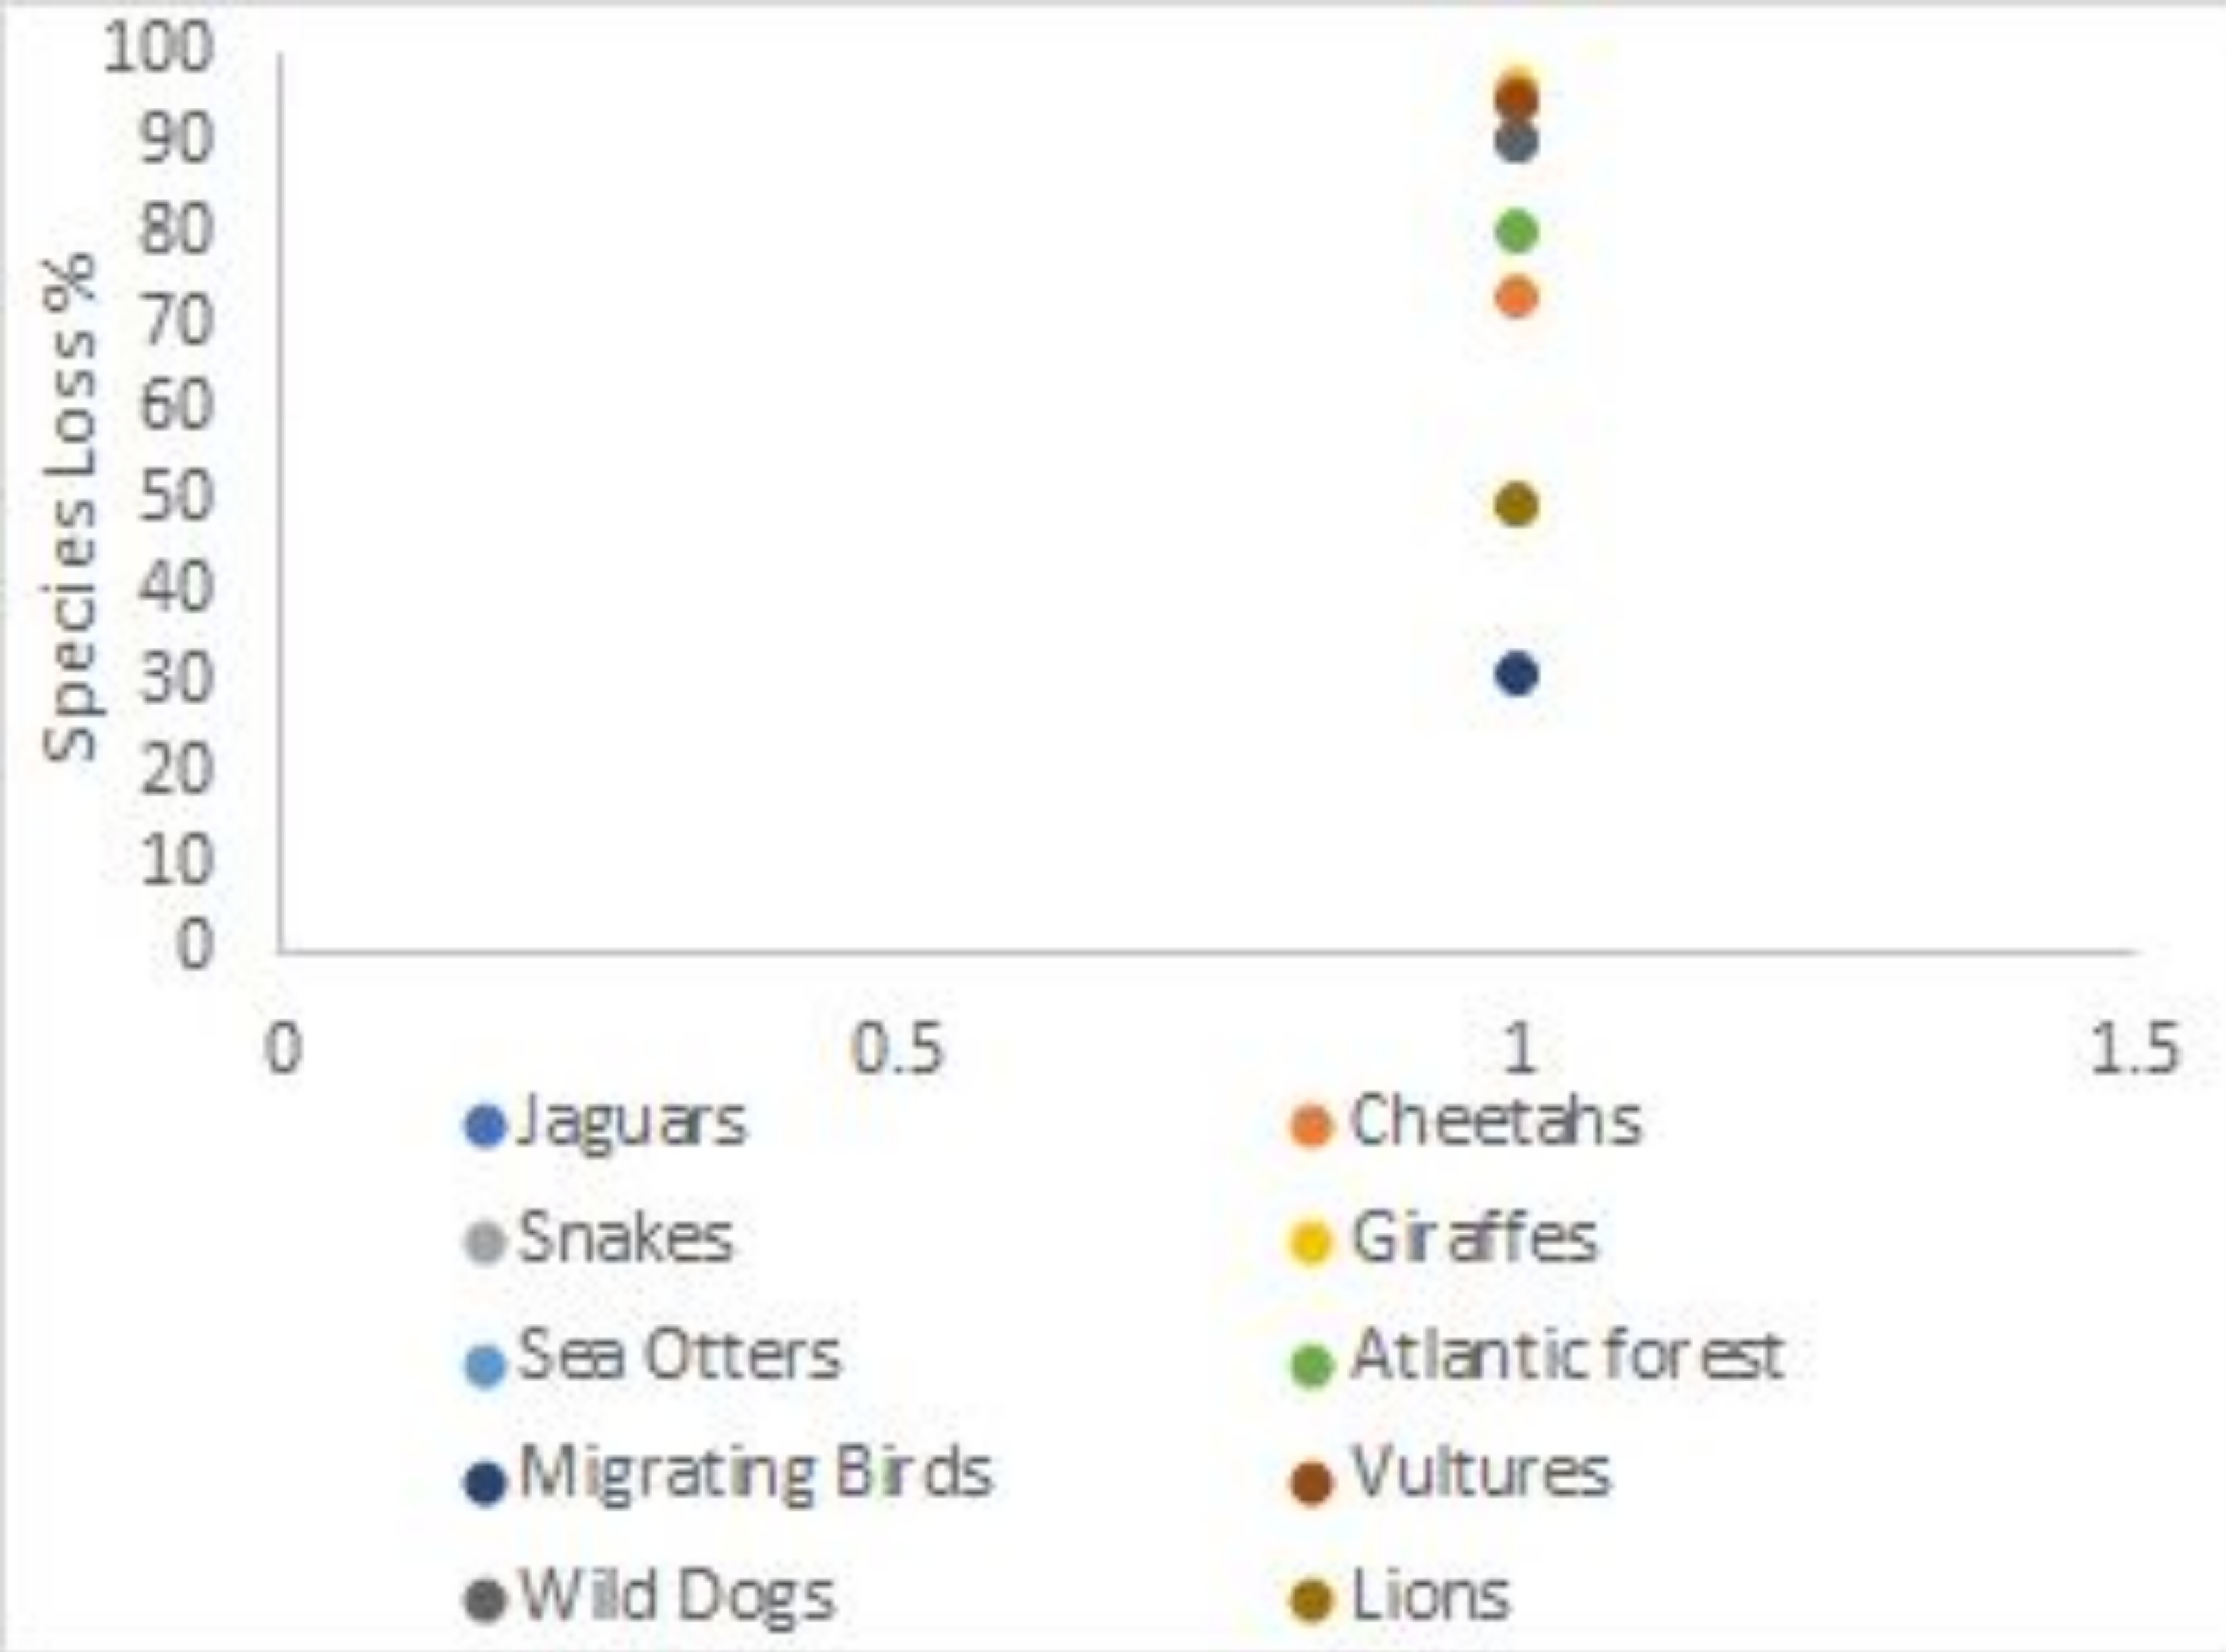 Species Loss %
100
90
80
70
60
50
40
30
20
10
0
0 0.5 1 1.5
Jaguars Cheetahs
Snakes Giraffes
Sea Otters Atlantic forest
Migrating Birds Vultures
Wild Dogs Lions